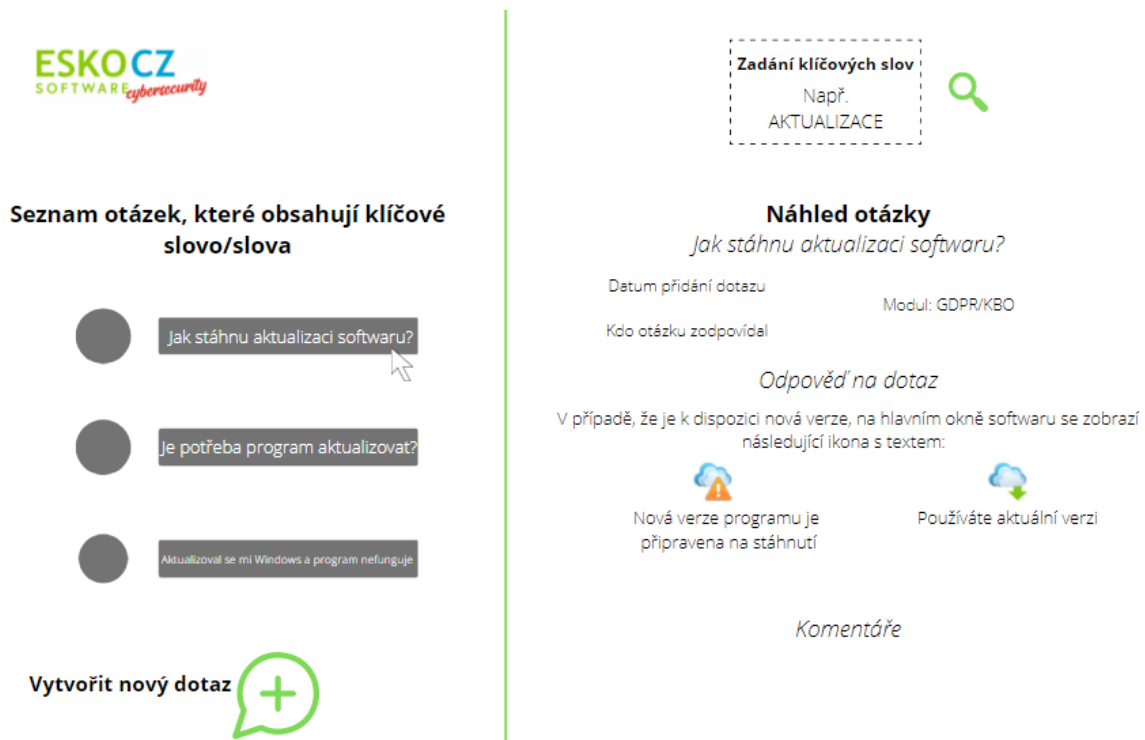 ESKOCZ
SOFTWARE
cybersecurity
Seznam otázek, které obsahují klíčové
slovo/slova
Jak stáhnu aktualizaci softwaru?
Je potřeba program aktualizovat?
Aktualizoval se mi Windows a program nefunguje
Vytvořit nový dotaz
Zadání klíčových slov
Např.
AKTUALIZACE
Náhled otázky
Jak stáhnu aktualizaci softwaru?
Datum přidání dotazu
Modul: GDPR/KBO
Kdo otázku zodpovídal
Odpověď na dotaz
V případě, že je k dispozici nová verze, na hlavním okně softwaru se zobrazí
následující ikona s textem:
Nová verze programu je
připravena na stáhnutí
Používáte aktuální verzi
Komentáře